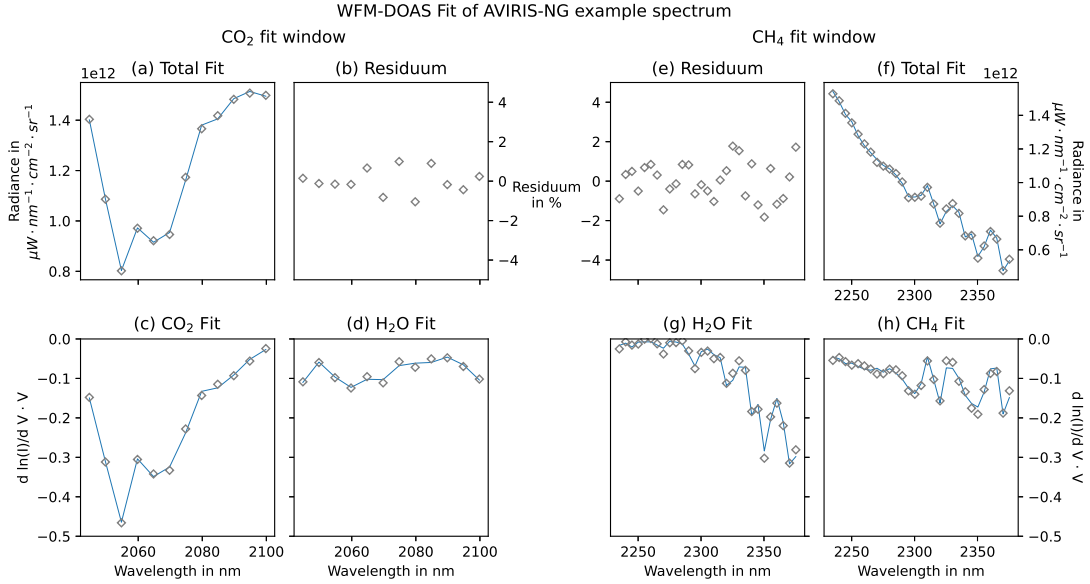 WFM-DOAS Fit of AVIRIS-NG example spectrum
CO₂ fit window
CH₄ fit window
1e12
(a) Total Fit
(b) Residuum
(e) Residuum
(f) Total Fit
1e12
Radiance in
μW · nm⁻¹ · cm⁻² · sr⁻¹
1.4
1.2
1.0
0.8
4
2
0
−2
−4
Residuum
in %
4
2
0
−2
−4
1.4
1.2
1.0
0.8
0.6
Radiance in
μW · nm⁻¹ · cm⁻² · sr⁻¹
2250
2300
2350
(c) CO₂ Fit
(d) H₂O Fit
(g) H₂O Fit
(h) CH₄ Fit
d ln(I)/d V · V
0.0
−0.1
−0.2
−0.3
−0.4
−0.5
0.0
−0.1
−0.2
−0.3
−0.4
−0.5
d ln(I)/d V · V
2060
2080
2100
2060
2080
2100
2250
2300
2350
2250
2300
2350
Wavelength in nm
Wavelength in nm
Wavelength in nm
Wavelength in nm